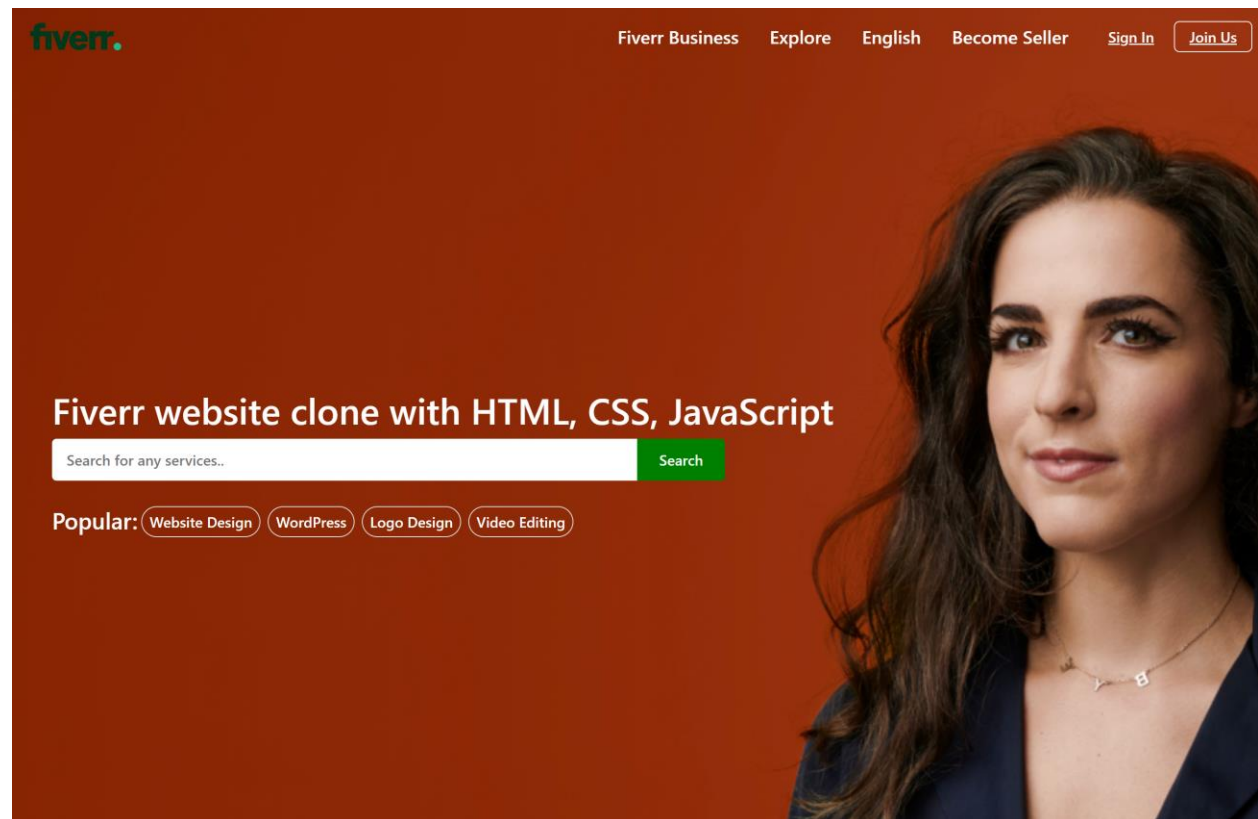 fiverr.
Fiverr Business Explore English Become Seller Sign In Join Us
Fiverr website clone with HTML, CSS, JavaScript
Search for any services.. Search
Popular: Website Design WordPress Logo Design Video Editing